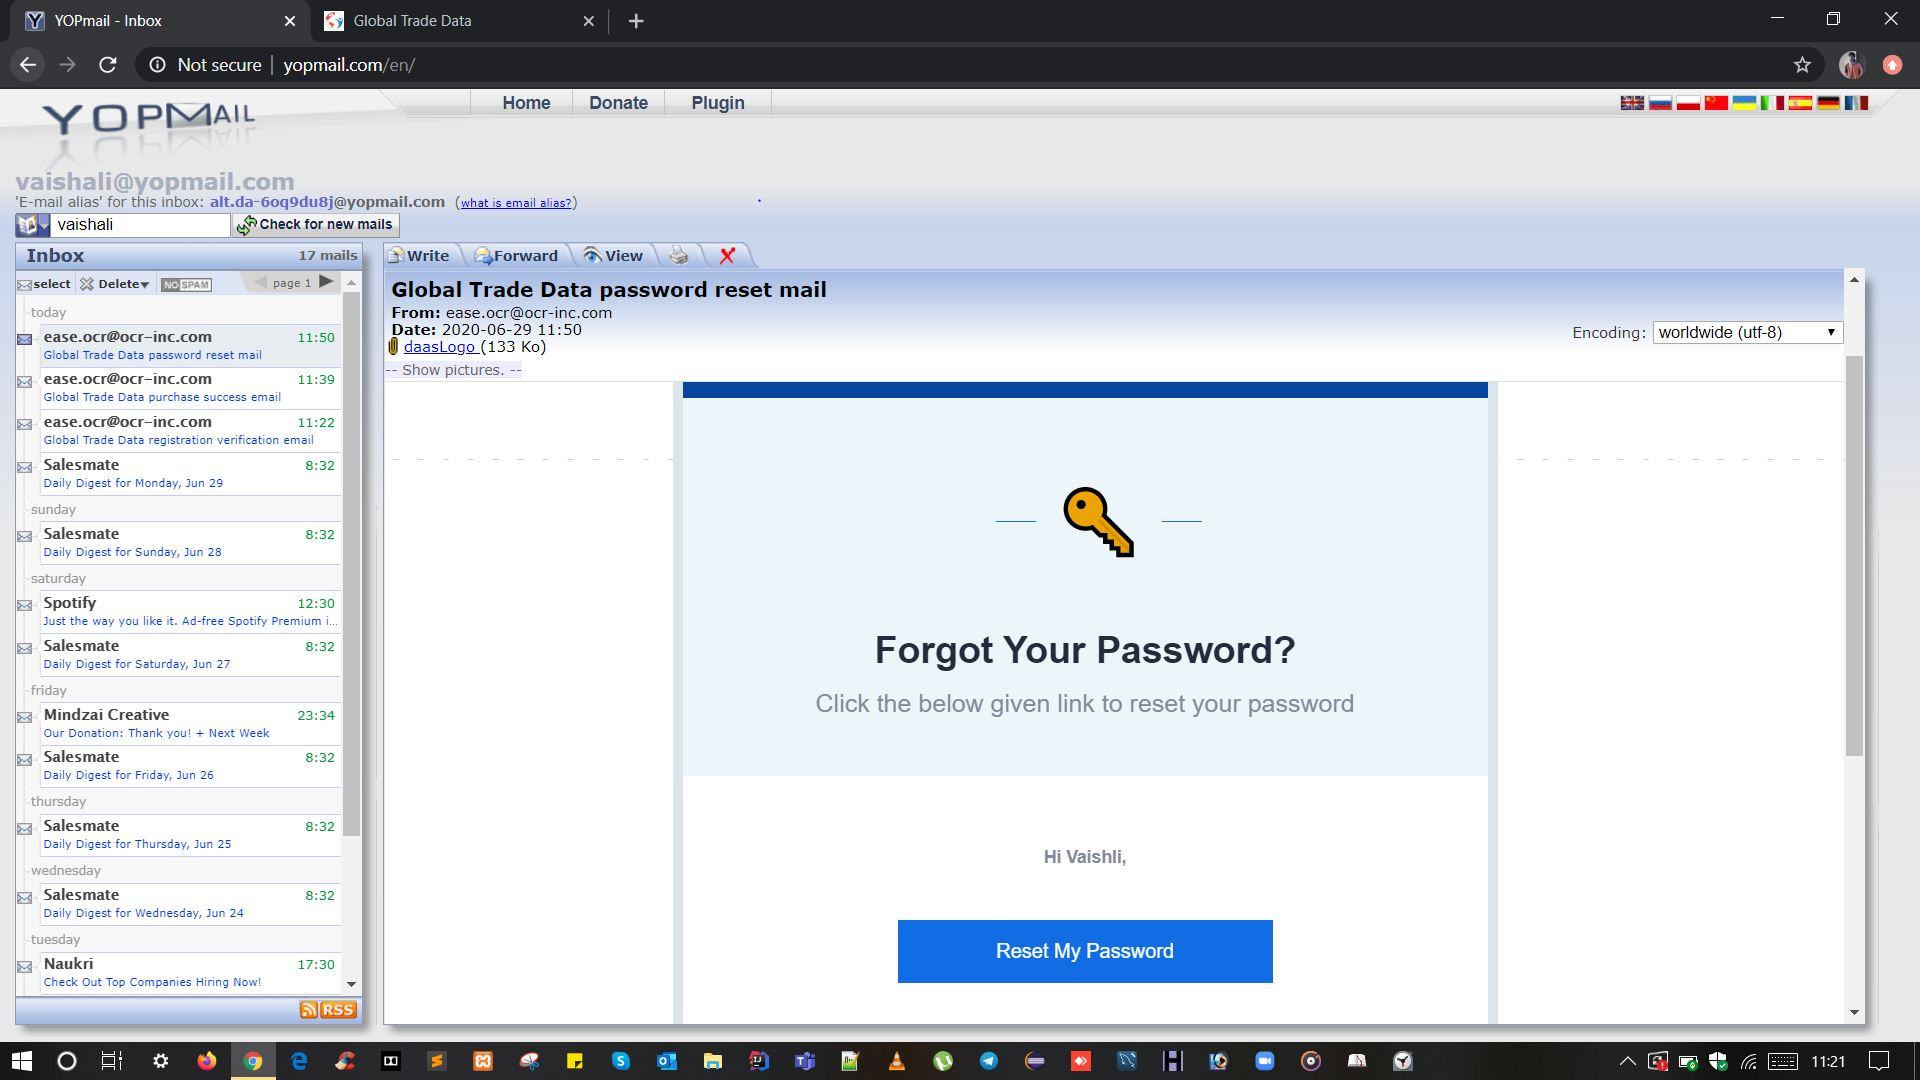 YOPmail - Inbox
Global Trade Data
Not secure
yopmail.com/en/
YOPMAIL
Home
Donate
Plugin
vaishali@yopmail.com
'E-mail alias' for this inbox: alt.da-6oq9du8j@yopmail.com (what is email alias?)
vaishali
Check for new mails
Inbox
17 mails
select
Delete
NO SPAM
page 1
today
ease.ocr@ocr-inc.com 11:50
Global Trade Data password reset mail
ease.ocr@ocr-inc.com 11:39
Global Trade Data purchase success email
ease.ocr@ocr-inc.com 11:22
Global Trade Data registration verification email
Salesmate 8:32
Daily Digest for Monday, Jun 29
sunday
Salesmate 8:32
Daily Digest for Sunday, Jun 28
saturday
Spotify 12:30
Just the way you like it. Ad-free Spotify Premium i...
Salesmate 8:32
Daily Digest for Saturday, Jun 27
friday
Mindzai Creative 23:34
Our Donation: Thank you! + Next Week
Salesmate 8:32
Daily Digest for Friday, Jun 26
thursday
Salesmate 8:32
Daily Digest for Thursday, Jun 25
wednesday
Salesmate 8:32
Daily Digest for Wednesday, Jun 24
tuesday
Naukri 17:30
Check Out Top Companies Hiring Now!
RSS
Write
Forward
View
Global Trade Data password reset mail
From: ease.ocr@ocr-inc.com
Date: 2020-06-29 11:50
daasLogo (133 Ko)
Encoding: worldwide (utf-8)
-- Show pictures. --
Forgot Your Password?
Click the below given link to reset your password
Hi Vaishli,
Reset My Password
11:21